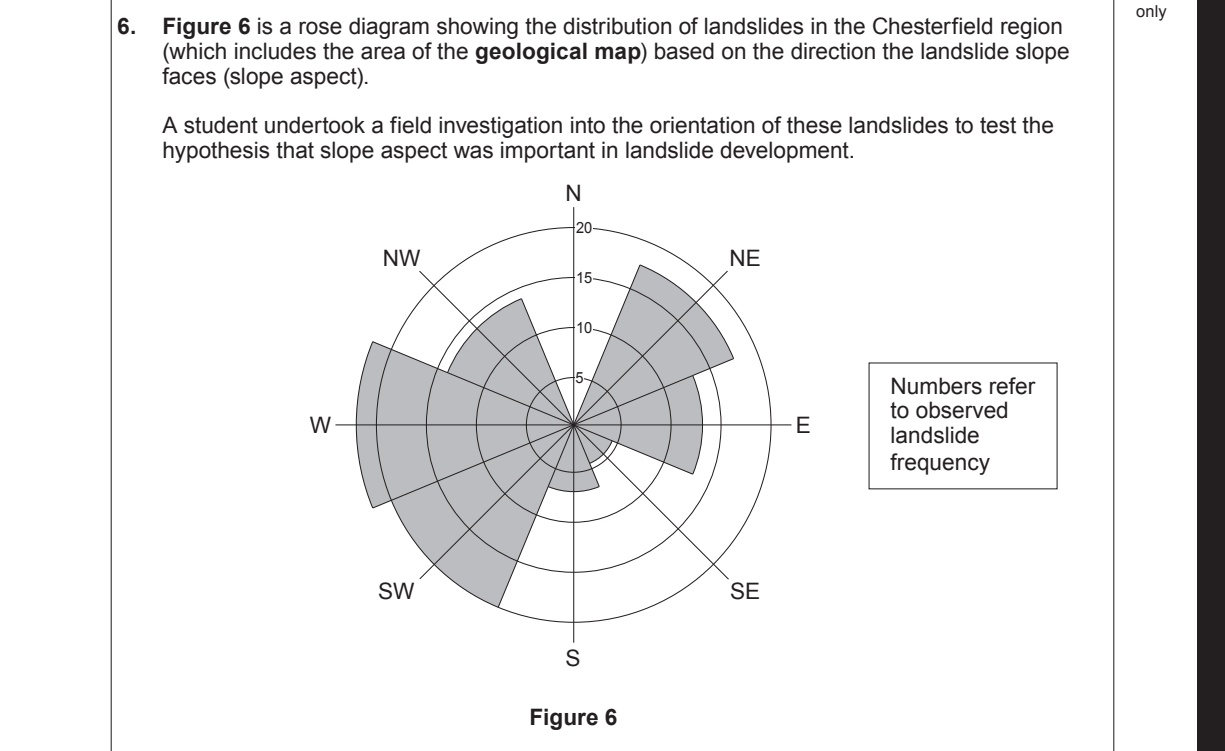 only
6. Figure 6 is a rose diagram showing the distribution of landslides in the Chesterfield region
(which includes the area of the geological map) based on the direction the landslide slope
faces (slope aspect).
A student undertook a field investigation into the orientation of these landslides to test the
hypothesis that slope aspect was important in landslide development.
N
20
NW
NE
15
10
5
Numbers refer
to observed
landslide
frequency
W
E
SW
SE
S
Figure 6